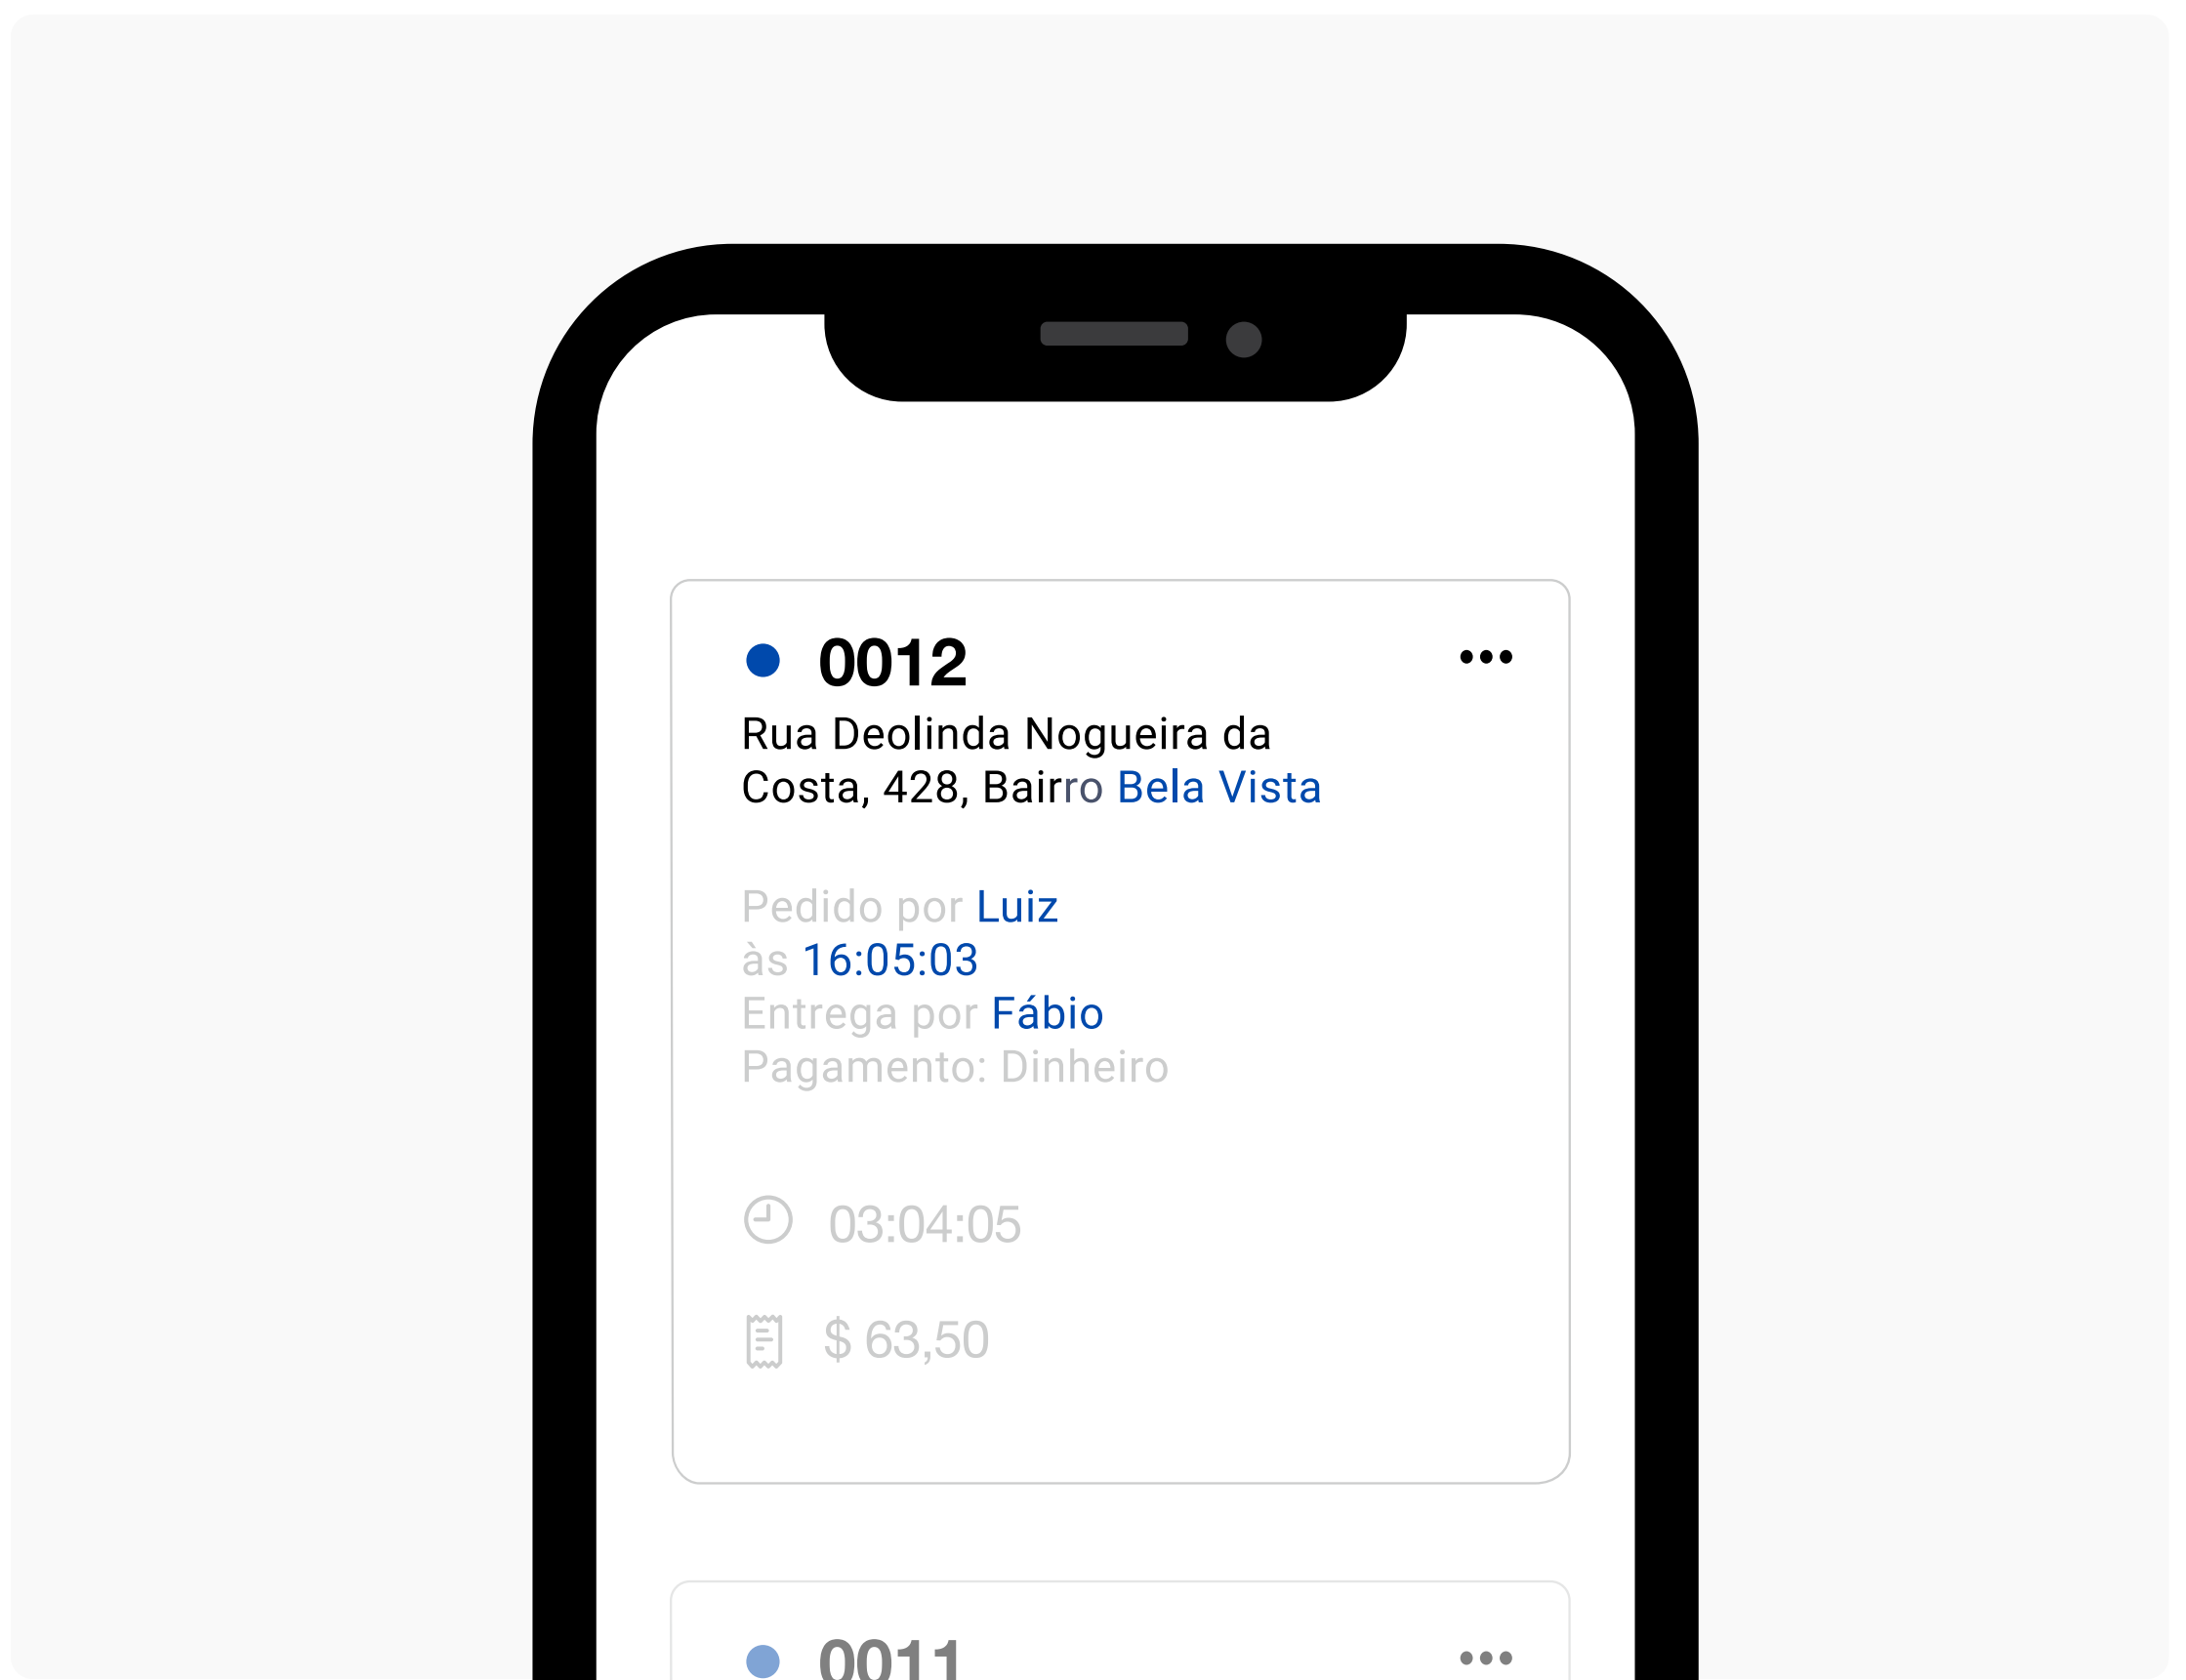 0012
Rua Deolinda Nogueira da
Costa, 428, Bairro Bela Vista
Pedido por Luiz
às 16:05:03
Entrega por Fábio
Pagamento: Dinheiro
03:04:05
$ 63,50
0011